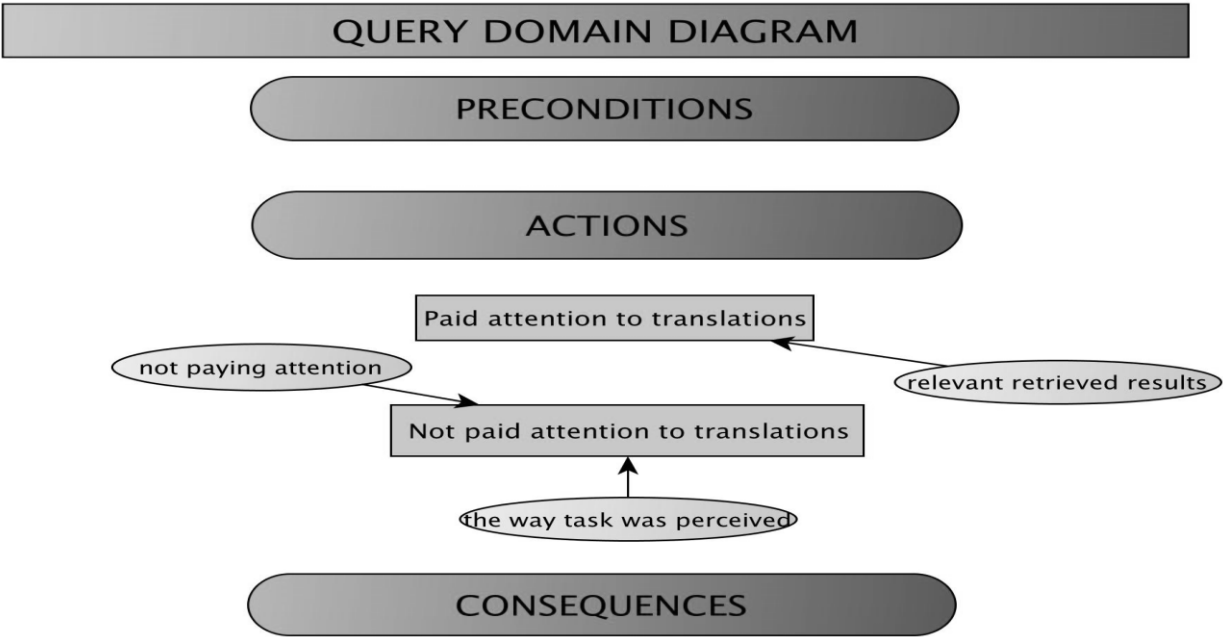 QUERY DOMAIN DIAGRAM
PRECONDITIONS
ACTIONS
Paid attention to translations
not paying attention
relevant retrieved results
Not paid attention to translations
the way task was perceived
CONSEQUENCES